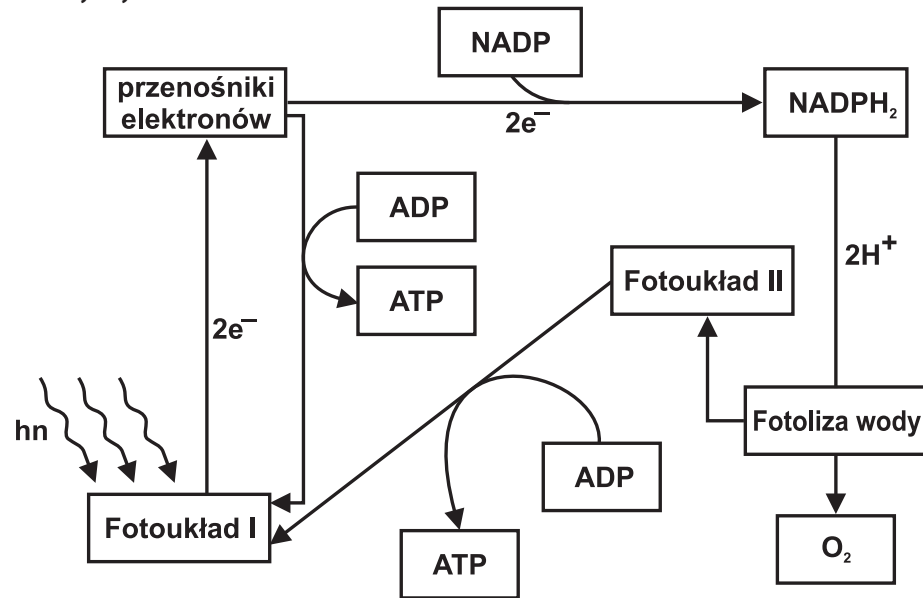 NADP
przenośniki
elektronów
2e⁻
NADPH₂
ADP
ATP
2H⁺
Fotoukład II
2e⁻
hn
Fotoliza wody
ADP
Fotoukład I
ATP
O₂